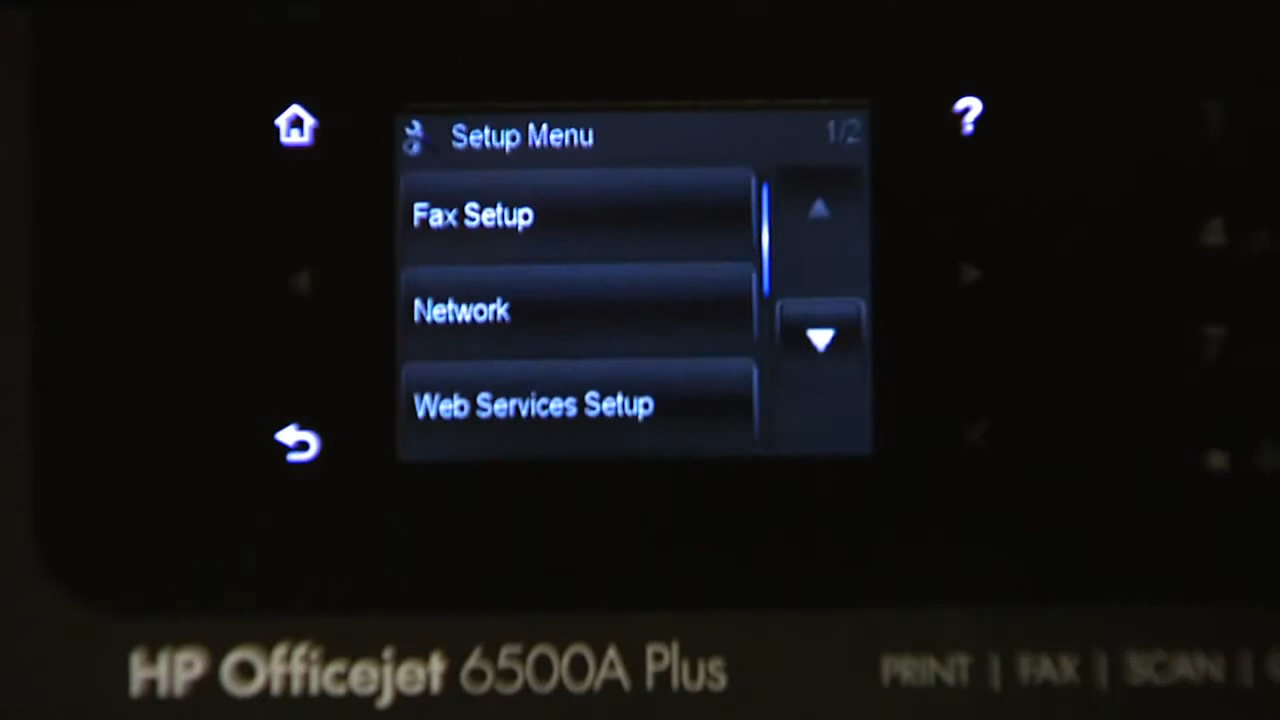 Setup Menu 1/2
Fax Setup
Network
Web Services Setup
HP Officejet 6500A Plus
PRINT | FAX | SCAN |